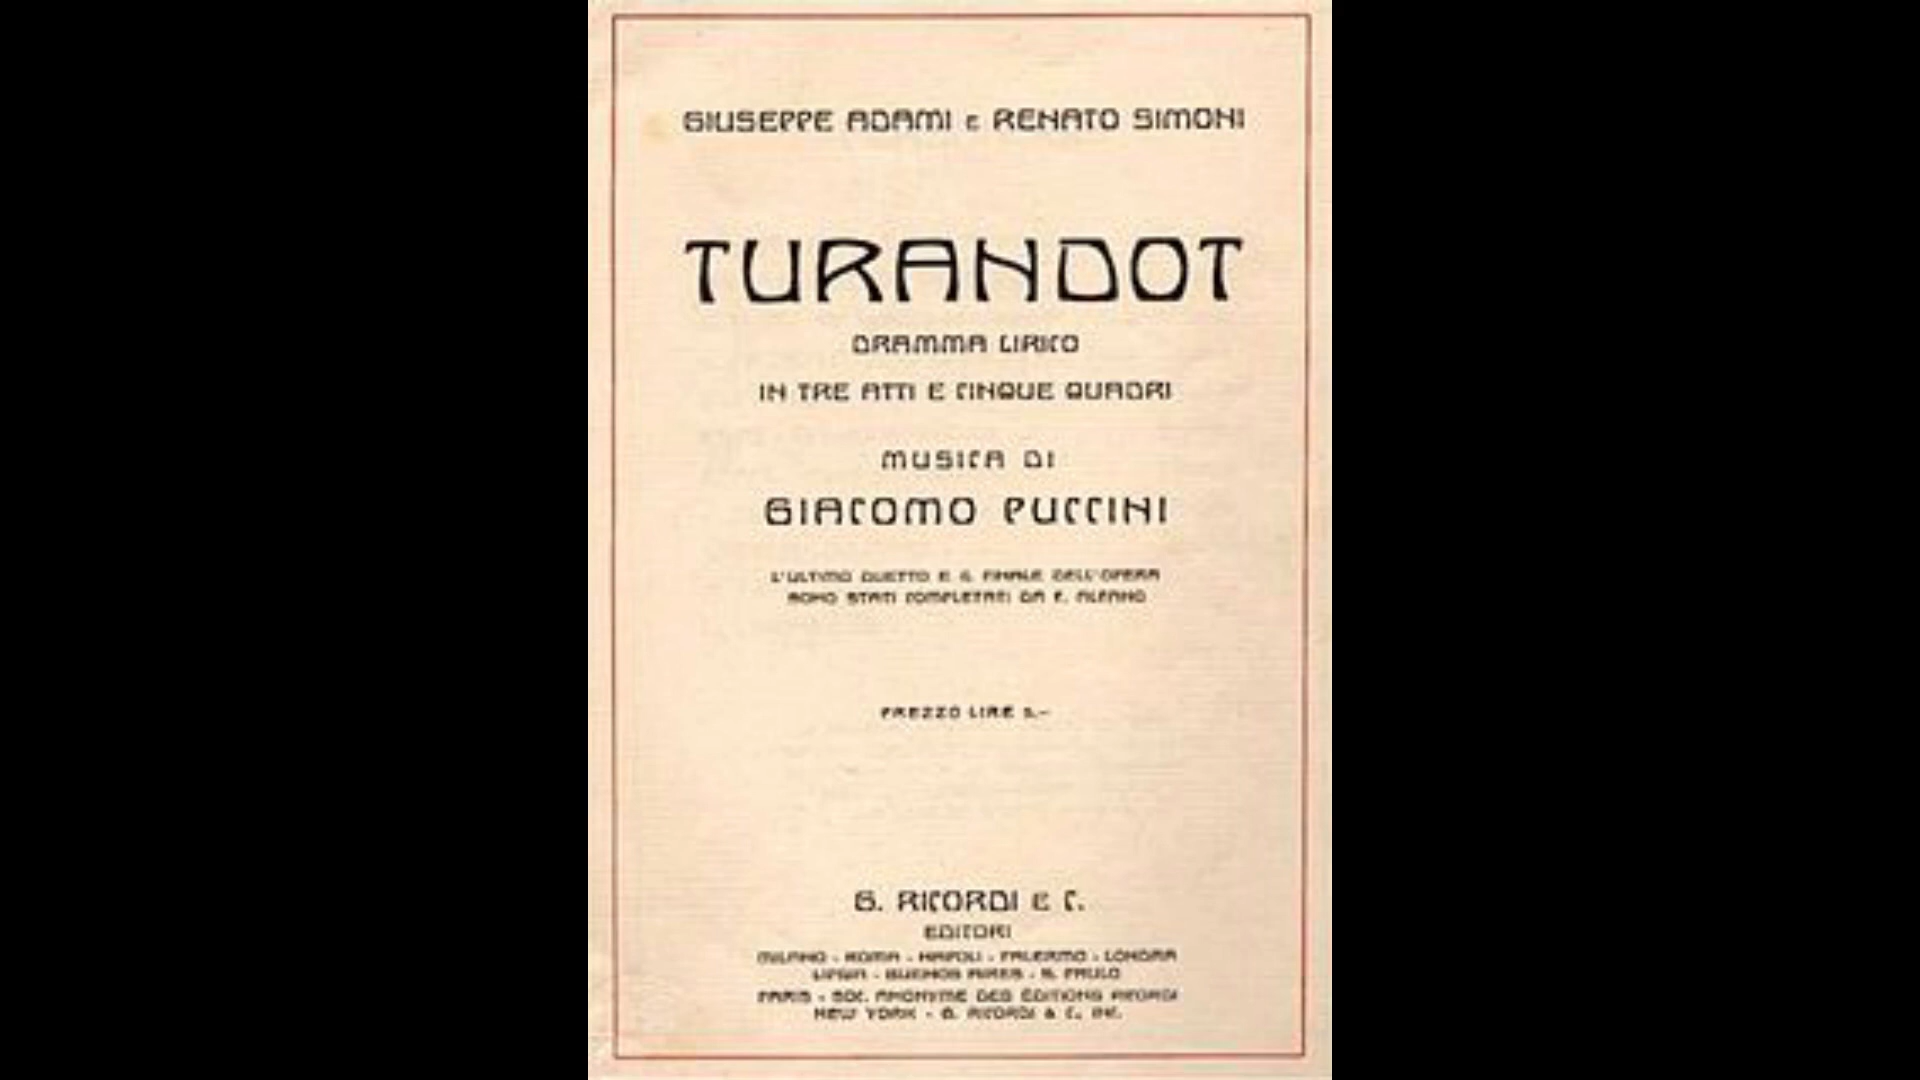 GIUSEPPE ADAMI E RENATO SIMONI
TURANDOT
DRAMMA LIRICO
IN TRE ATTI E CINQUE QUADRI
MUSICA DI
GIACOMO PUCCINI
L'ULTIMO DUETTO E IL FINALE DELL'OPERA
SONO STATI COMPLETATI DA F. ALFANO
PREZZO LIRE
G. RICORDI E C.
EDITORI
MILANO - ROMA - NAPOLI - PALERMO - LONDRA
LIPSIA - BUENOS AIRES - S. PAULO
PARIS - SOC. ANONYME DES ÉDITIONS RICORDI
NEW YORK - G. RICORDI & C., INC.